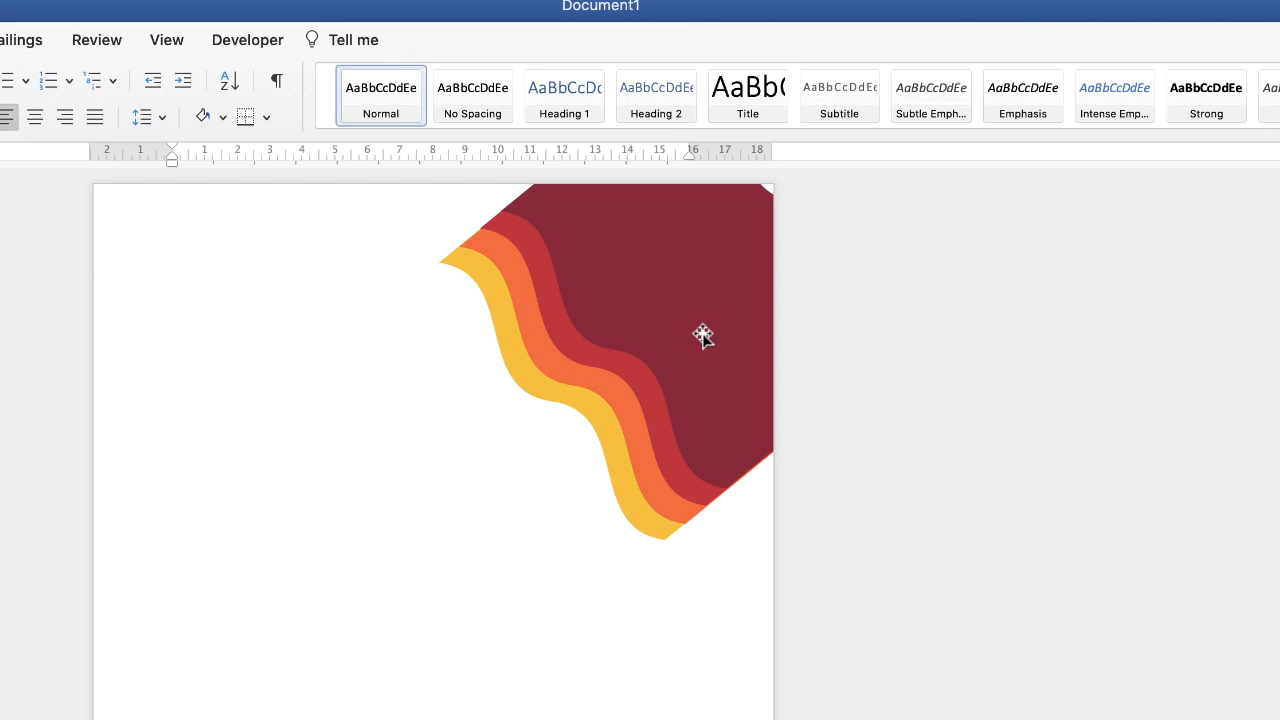 Document1
ailings Review View Developer Tell me
AaBbCcDdEe AaBbCcDdEe AaBbCcDc AaBbCcDdEe AaBb( AaBbCcDdEe AaBbCcDdEe AaBbCcDdEe AaBbCcDdEe AaBbCcDdEe
Normal No Spacing Heading 1 Heading 2 Title Subtitle Subtle Emph... Emphasis Intense Emp... Strong
2 1 1 2 3 4 5 6 7 8 9 10 11 12 13 14 15 16 17 18